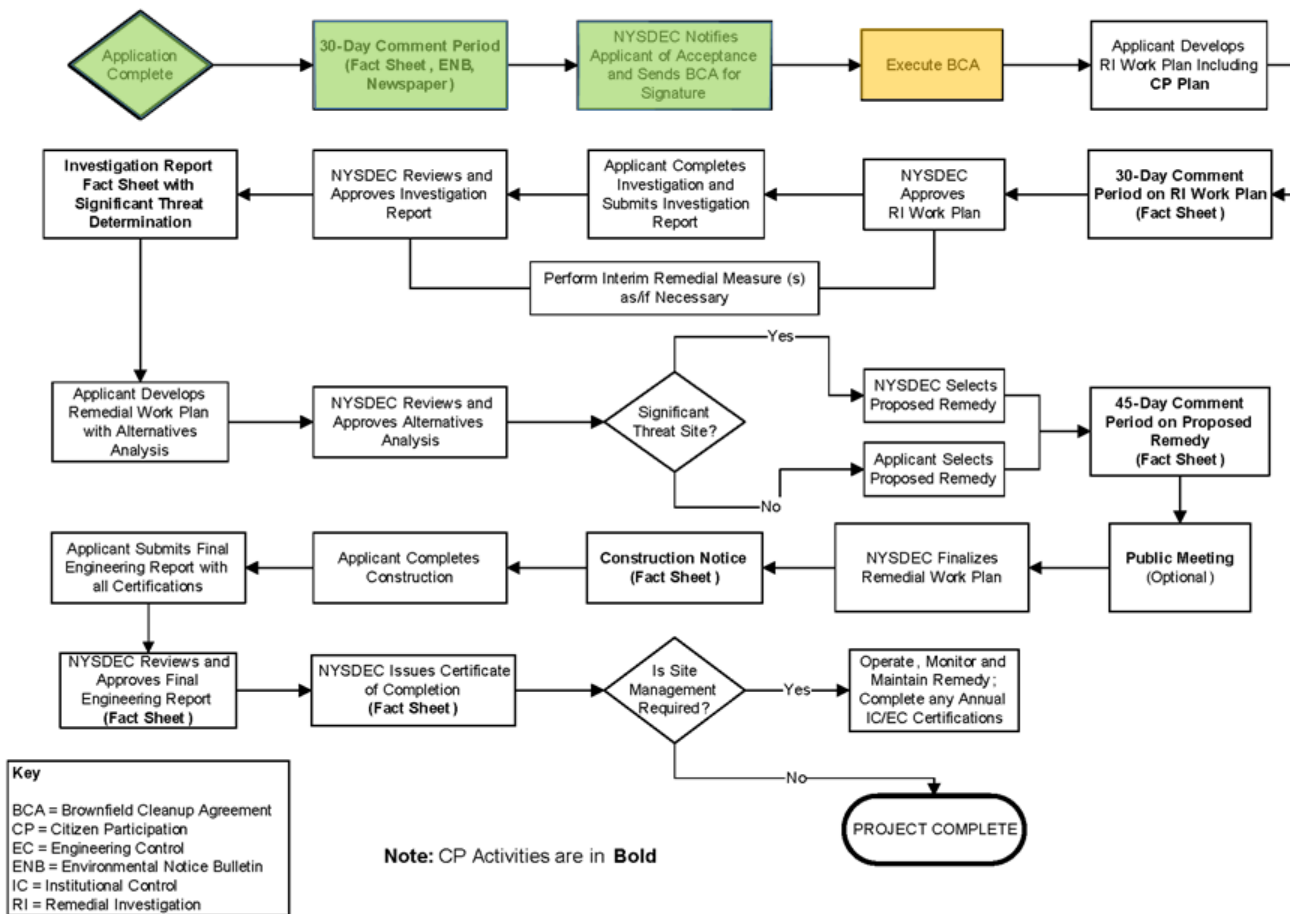 Application
Complete
30-Day Comment Period
(Fact Sheet, ENB,
Newspaper)
NYSDEC Notifies
Applicant of Acceptance
and Sends BCA for
Signature
Execute BCA
Applicant Develops
RI Work Plan Including
CP Plan
30-Day Comment
Period on RI Work Plan
(Fact Sheet)
NYSDEC
Approves
RI Work Plan
Applicant Completes
Investigation and
Submits Investigation
Report
NYSDEC Reviews and
Approves Investigation
Report
Investigation Report
Fact Sheet with
Significant Threat
Determination
Perform Interim Remedial Measure (s)
as/if Necessary
Applicant Develops
Remedial Work Plan
with Alternatives
Analysis
NYSDEC Reviews and
Approves Alternatives
Analysis
Significant
Threat Site?
Yes
NYSDEC Selects
Proposed Remedy
No
Applicant Selects
Proposed Remedy
45-Day Comment
Period on Proposed
Remedy
(Fact Sheet)
Public Meeting
(Optional)
NYSDEC Finalizes
Remedial Work Plan
Construction Notice
(Fact Sheet)
Applicant Completes
Construction
Applicant Submits Final
Engineering Report with
all Certifications
NYSDEC Reviews and
Approves Final
Engineering Report
(Fact Sheet)
NYSDEC Issues Certificate
of Completion
(Fact Sheet)
Is Site
Management
Required?
Yes
Operate, Monitor and
Maintain Remedy;
Complete any Annual
IC/EC Certifications
No
PROJECT COMPLETE
Key
BCA = Brownfield Cleanup Agreement
CP = Citizen Participation
EC = Engineering Control
ENB = Environmental Notice Bulletin
IC = Institutional Control
RI = Remedial Investigation
Note: CP Activities are in Bold